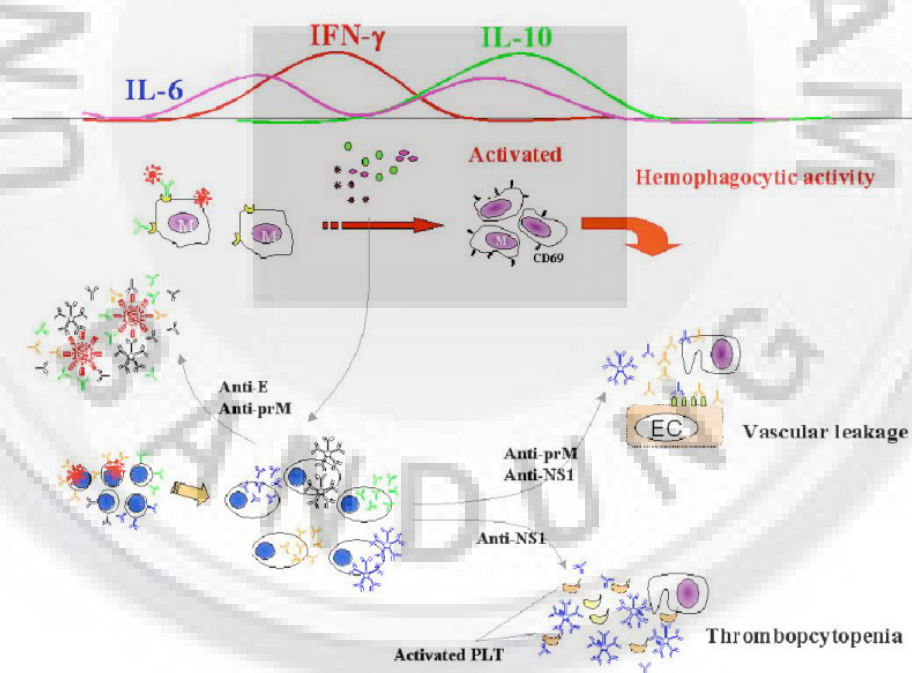 IFN-γ
IL-10
IL-6
Activated
Hemophagocytic activity
M
M
M
CD69
Anti-E
Anti-prM
EC
Vascular leakage
Anti-prM
Anti-NS1
Anti-NS1
Thrombpcytopenia
Activated PLT